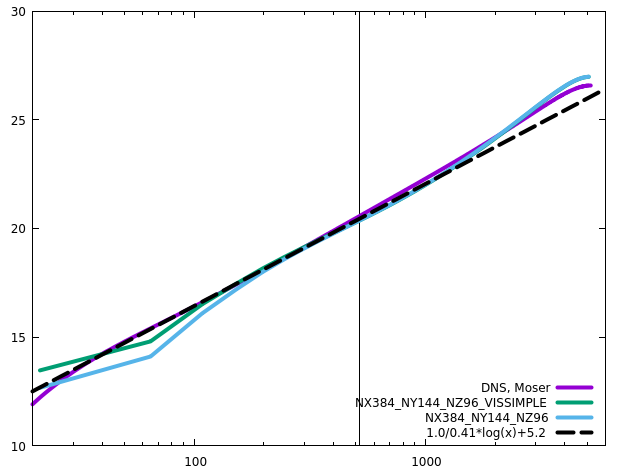 30
25
20
15
10
DNS, Moser
NX384_NY144_NZ96_VISSIMPLE
NX384_NY144_NZ96
1.0/0.41*log(x)+5.2
100
1000